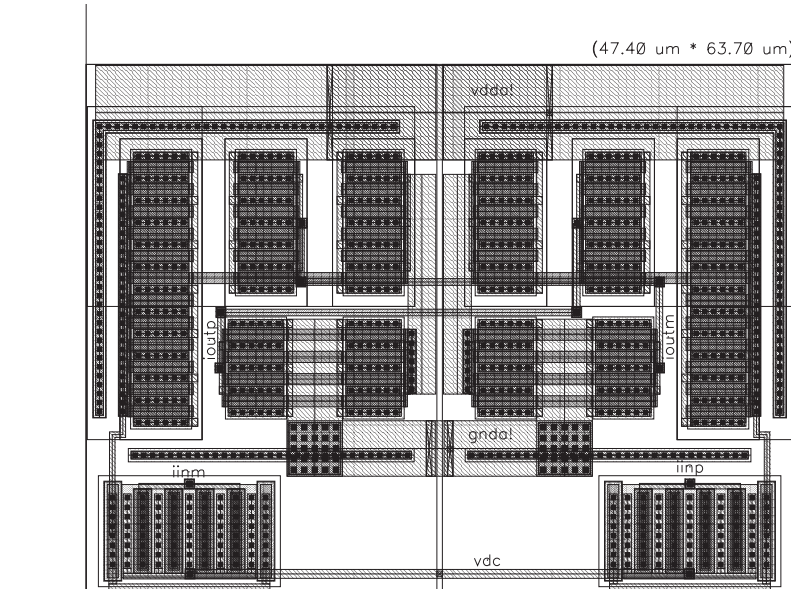 (47.40 um * 63.70 um)
vdda!
ioutp
ioutm
gnda!
iinm
iinp
vdc